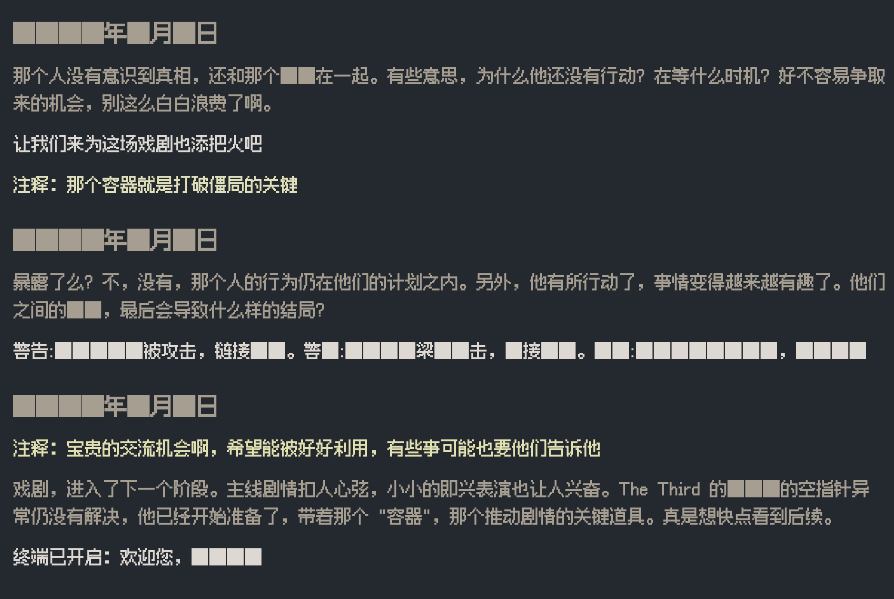 ████年█月█日
那个人没有意识到真相，还和那个██在一起。有些意思，为什么他还没有行动？在等什么时机？好不容易争取
来的机会，别这么白白浪费了啊。
让我们来为这场戏剧也添把火吧
注释：那个容器就是打破僵局的关键
████年█月█日
暴露了么？不，没有，那个人的行为仍在他们的计划之内。另外，他有所行动了，事情变得越来越有趣了。他们
之间的██，最后会导致什么样的结局？
警告:█████被攻击，链接██。警█:████梁██击，█接██。██:████████，████
████年█月█日
注释：宝贵的交流机会啊，希望能被好好利用，有些事可能也要他们告诉他
戏剧，进入了下一个阶段。主线剧情扣人心弦，小小的即兴表演也让人兴奋。The Third 的███的空指针异
常仍没有解决，他已经开始准备了，带着那个 "容器"，那个推动剧情的关键道具。真是想快点看到后续。
终端已开启：欢迎您，████